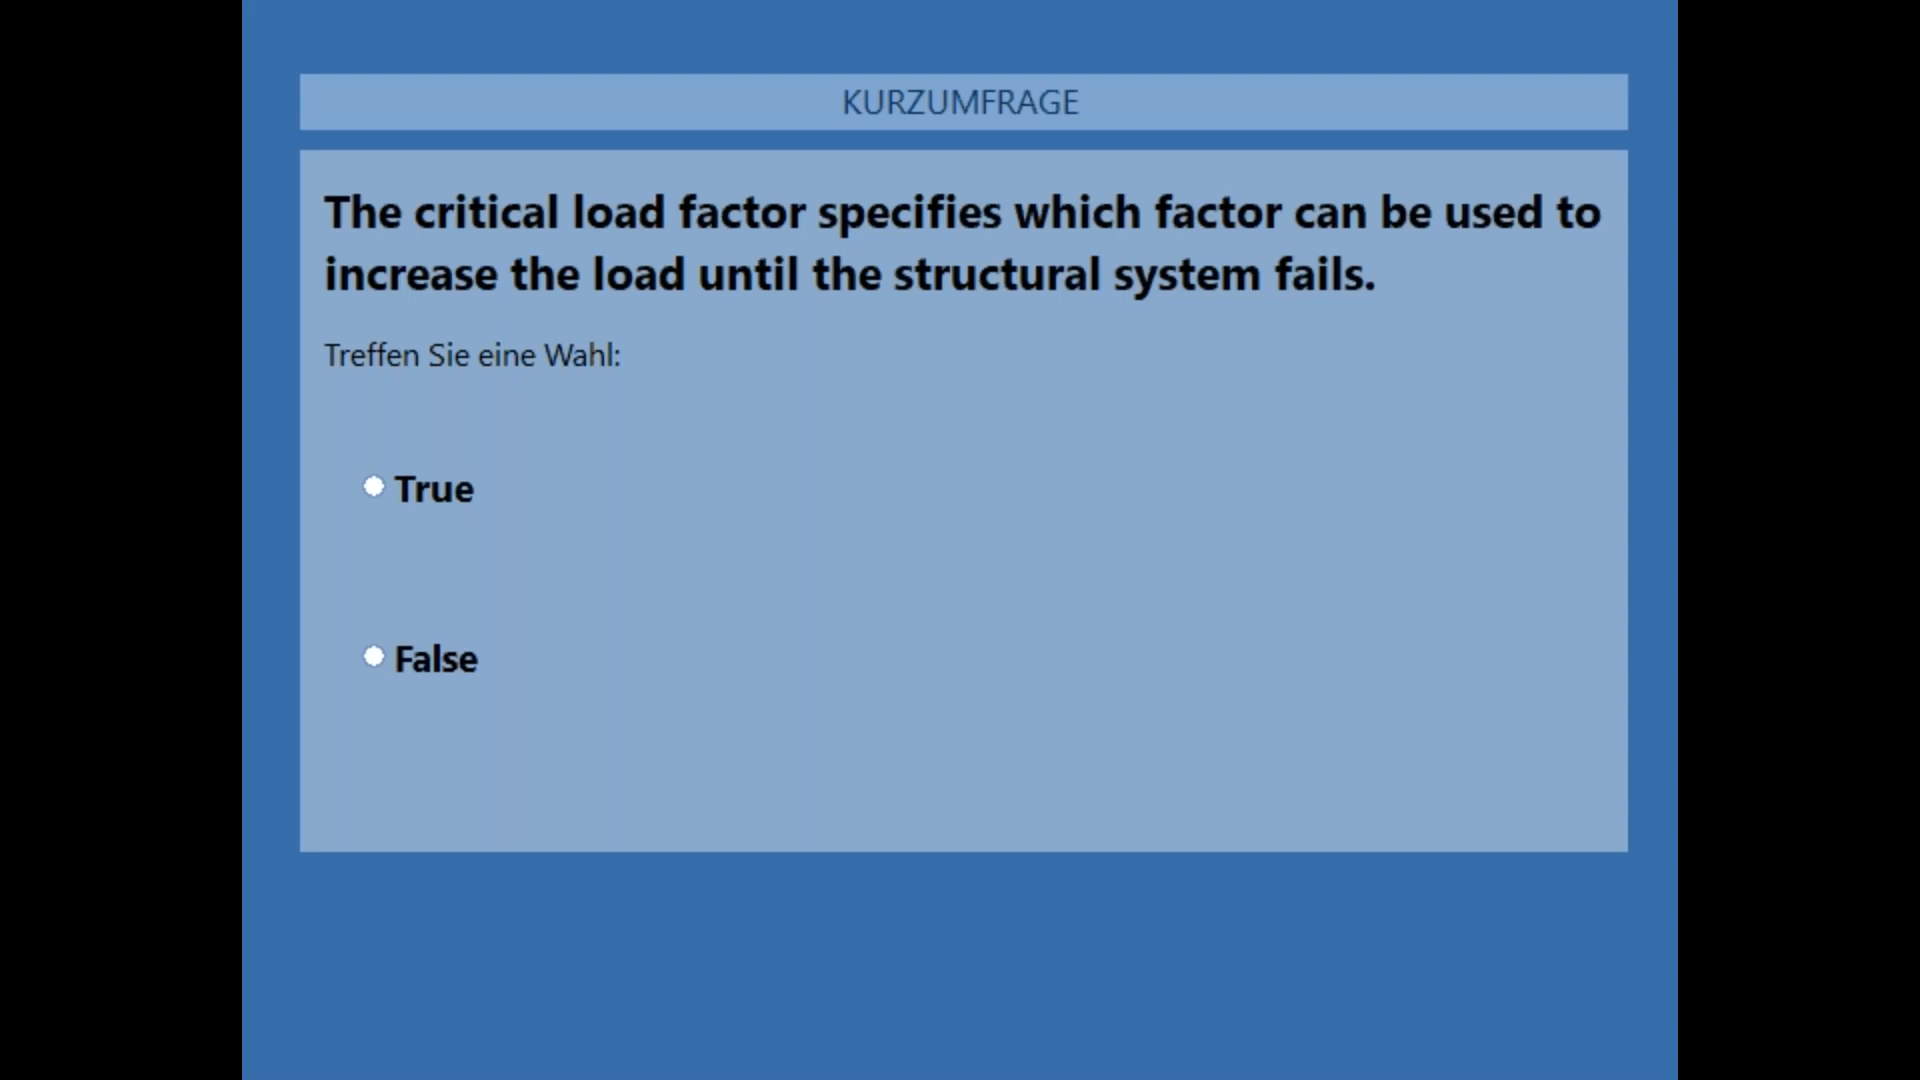 KURZUMFRAGE
The critical load factor specifies which factor can be used to
increase the load until the structural system fails.
Treffen Sie eine Wahl:
True
False